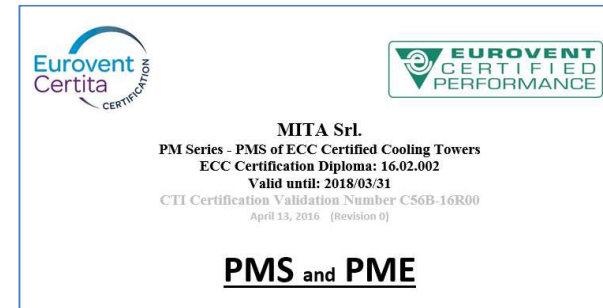 Eurovent
Certita
CERTIFICATION
EUROVENT
CERTIFIED
PERFORMANCE
MITA Srl.
PM Series - PMS of ECC Certified Cooling Towers
ECC Certification Diploma: 16.02.002
Valid until: 2018/03/31
CTI Certification Validation Number C56B-16R00
April 13, 2016 (Revision 0)
PMS and PME